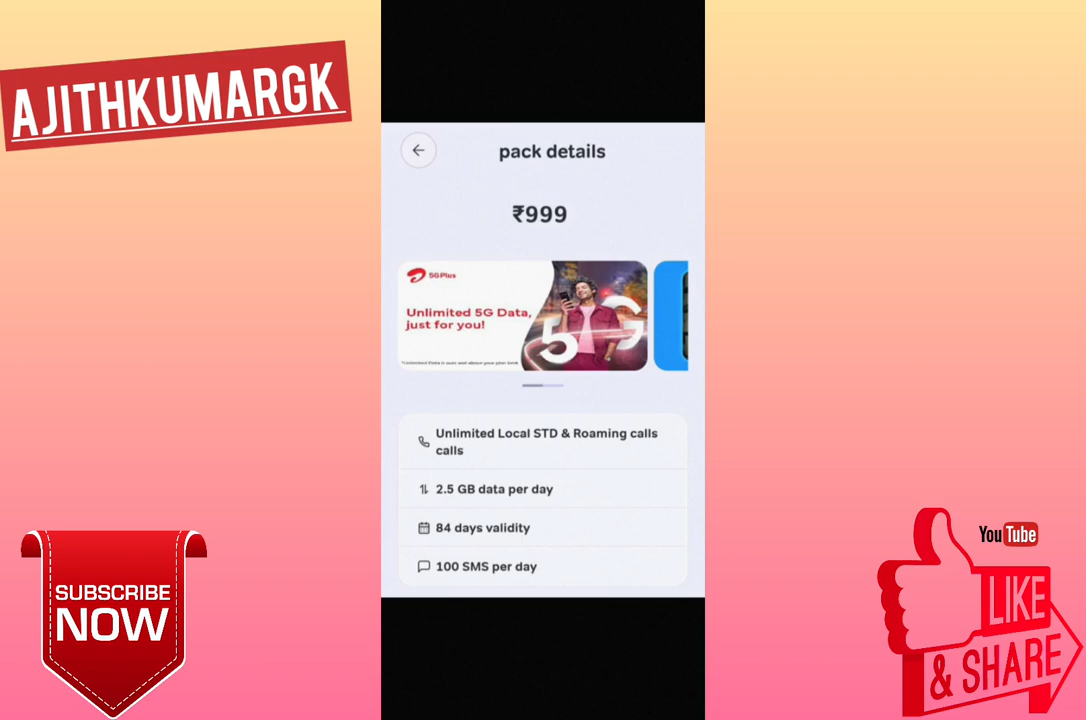 AJITHKUMARGK
pack details
₹999
5G Plus
Unlimited 5G Data,
just for you!
5G
Unlimited Local STD & Roaming calls
calls
2.5 GB data per day
84 days validity
100 SMS per day
SUBSCRIBE
NOW
YouTube
LIKE
& SHARE